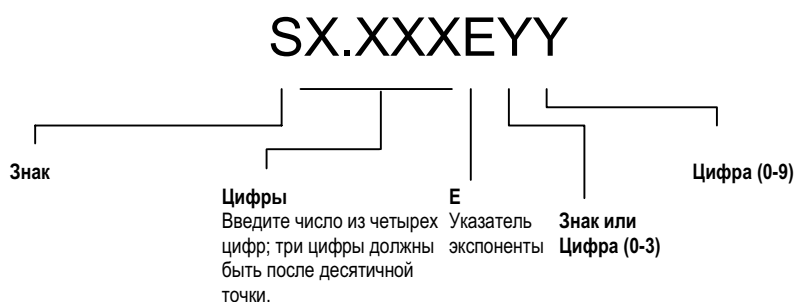 SX.XXXEYY
Знак
Цифры
Введите число из четырех
цифр; три цифры должны
быть после десятичной
точки.
E
Указатель
экспоненты
Знак или
Цифра (0-3)
Цифра (0-9)